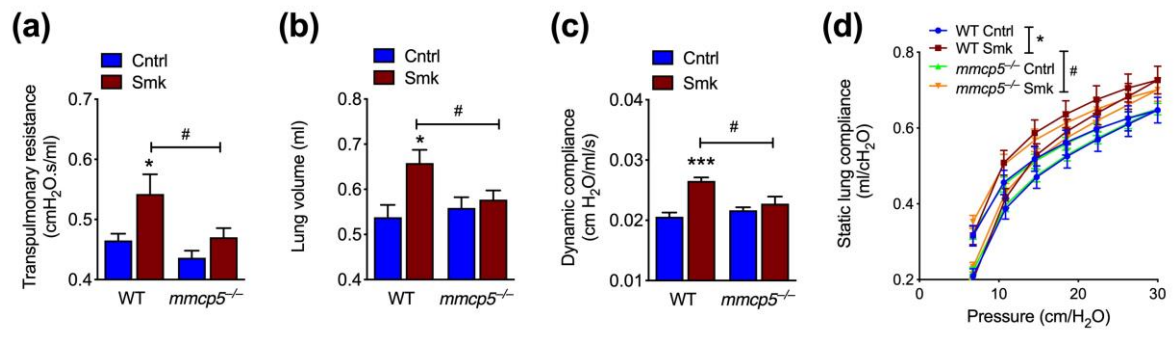 (a)
Cntrl
Smk
Transpulmonary resistance
(cmH2O.s/ml)
0.7
0.6
0.5
0.4
*
#
WT
mmcp5–/–
(b)
Cntrl
Smk
Lung volume (ml)
0.8
0.7
0.6
0.5
0.4
*
#
WT
mmcp5–/–
(c)
Cntrl
Smk
Dynamic compliance
(cm H2O/ml/s)
0.04
0.03
0.02
0.01
***
#
WT
mmcp5–/–
(d)
WT Cntrl
WT Smk
*
mmcp5–/– Cntrl
mmcp5–/– Smk
#
Static lung compliance
(ml/cH2O)
0.8
0.6
0.4
0.2
0
10
20
30
Pressure (cm/H2O)